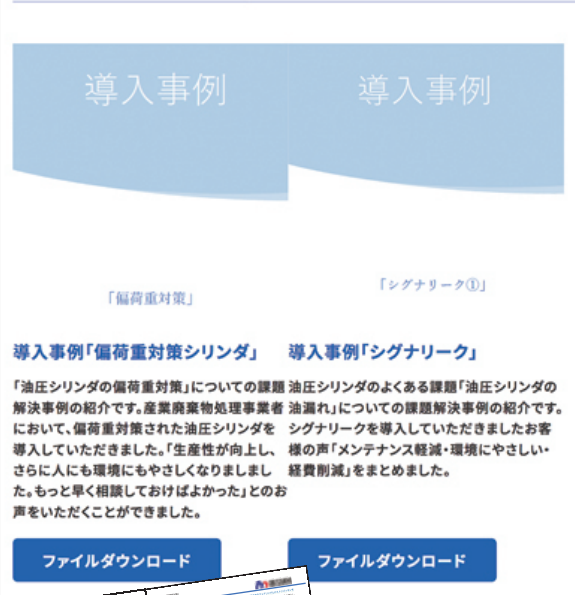 導入事例
「偏荷重対策」
導入事例「偏荷重対策シリンダ」
「油圧シリンダの偏荷重対策」についての課題
解決事例の紹介です。産業廃棄物処理事業者
において、偏荷重対策された油圧シリンダを
導入していただきました。「生産性が向上し、
さらに人にも環境にもやさしくなりましまし
た。もっと早く相談しておけばよかった」とのお
声をいただくことができました。
ファイルダウンロード
導入事例
「シグナリーク①」
導入事例「シグナリーク」
油圧シリンダのよくある課題「油圧シリンダの
油漏れ」についての課題解決事例の紹介です。
シグナリークを導入していただきましたお客
様の声「メンテナンス軽減・環境にやさしい・
経費削減」をまとめました。
ファイルダウンロード